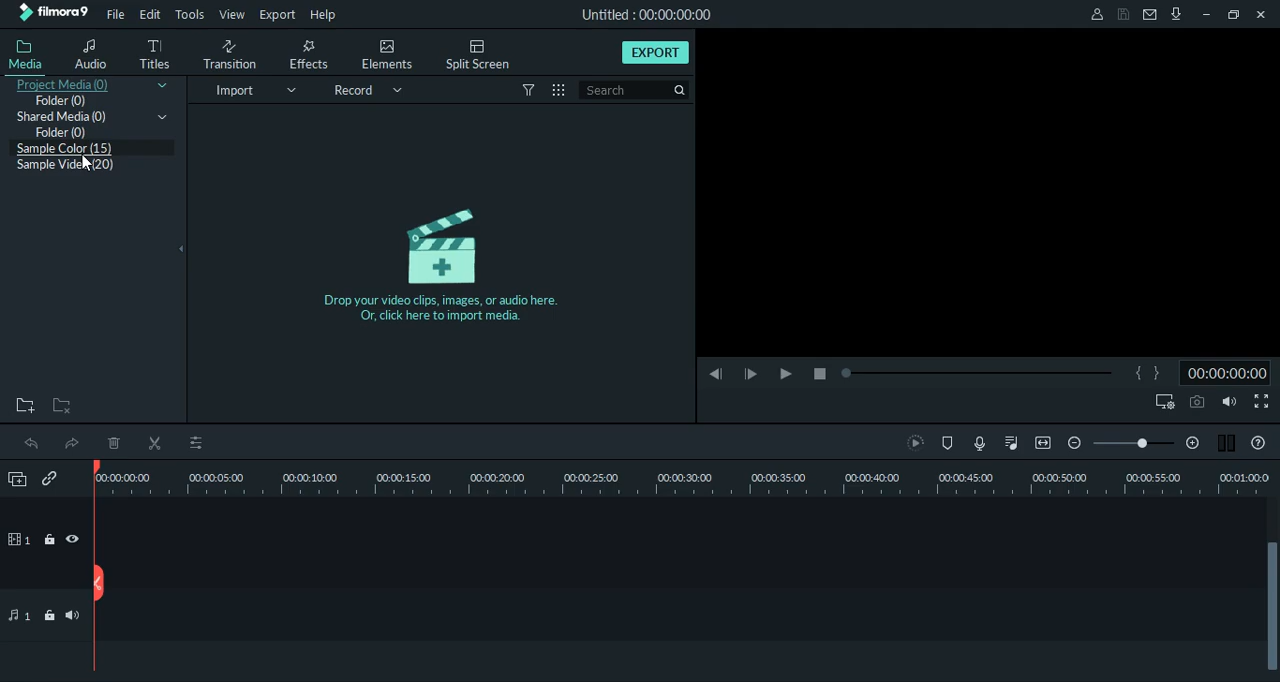 filmora9 File Edit Tools View Export Help Untitled : 00:00:00:00
Media Audio Titles Transition Effects Elements Split Screen EXPORT
Project Media (0)
Folder (0)
Shared Media (0)
Folder (0)
Sample Color (15)
Sample Video (20)
Import Record Search
Drop your video clips, images, or audio here.
Or, click here to import media.
{ } 00:00:00:00
00:00:00:00 00:00:05:00 00:00:10:00 00:00:15:00 00:00:20:00 00:00:25:00 00:00:30:00 00:00:35:00 00:00:40:00 00:00:45:00 00:00:50:00 00:00:55:00 00:01:00:0
1
1